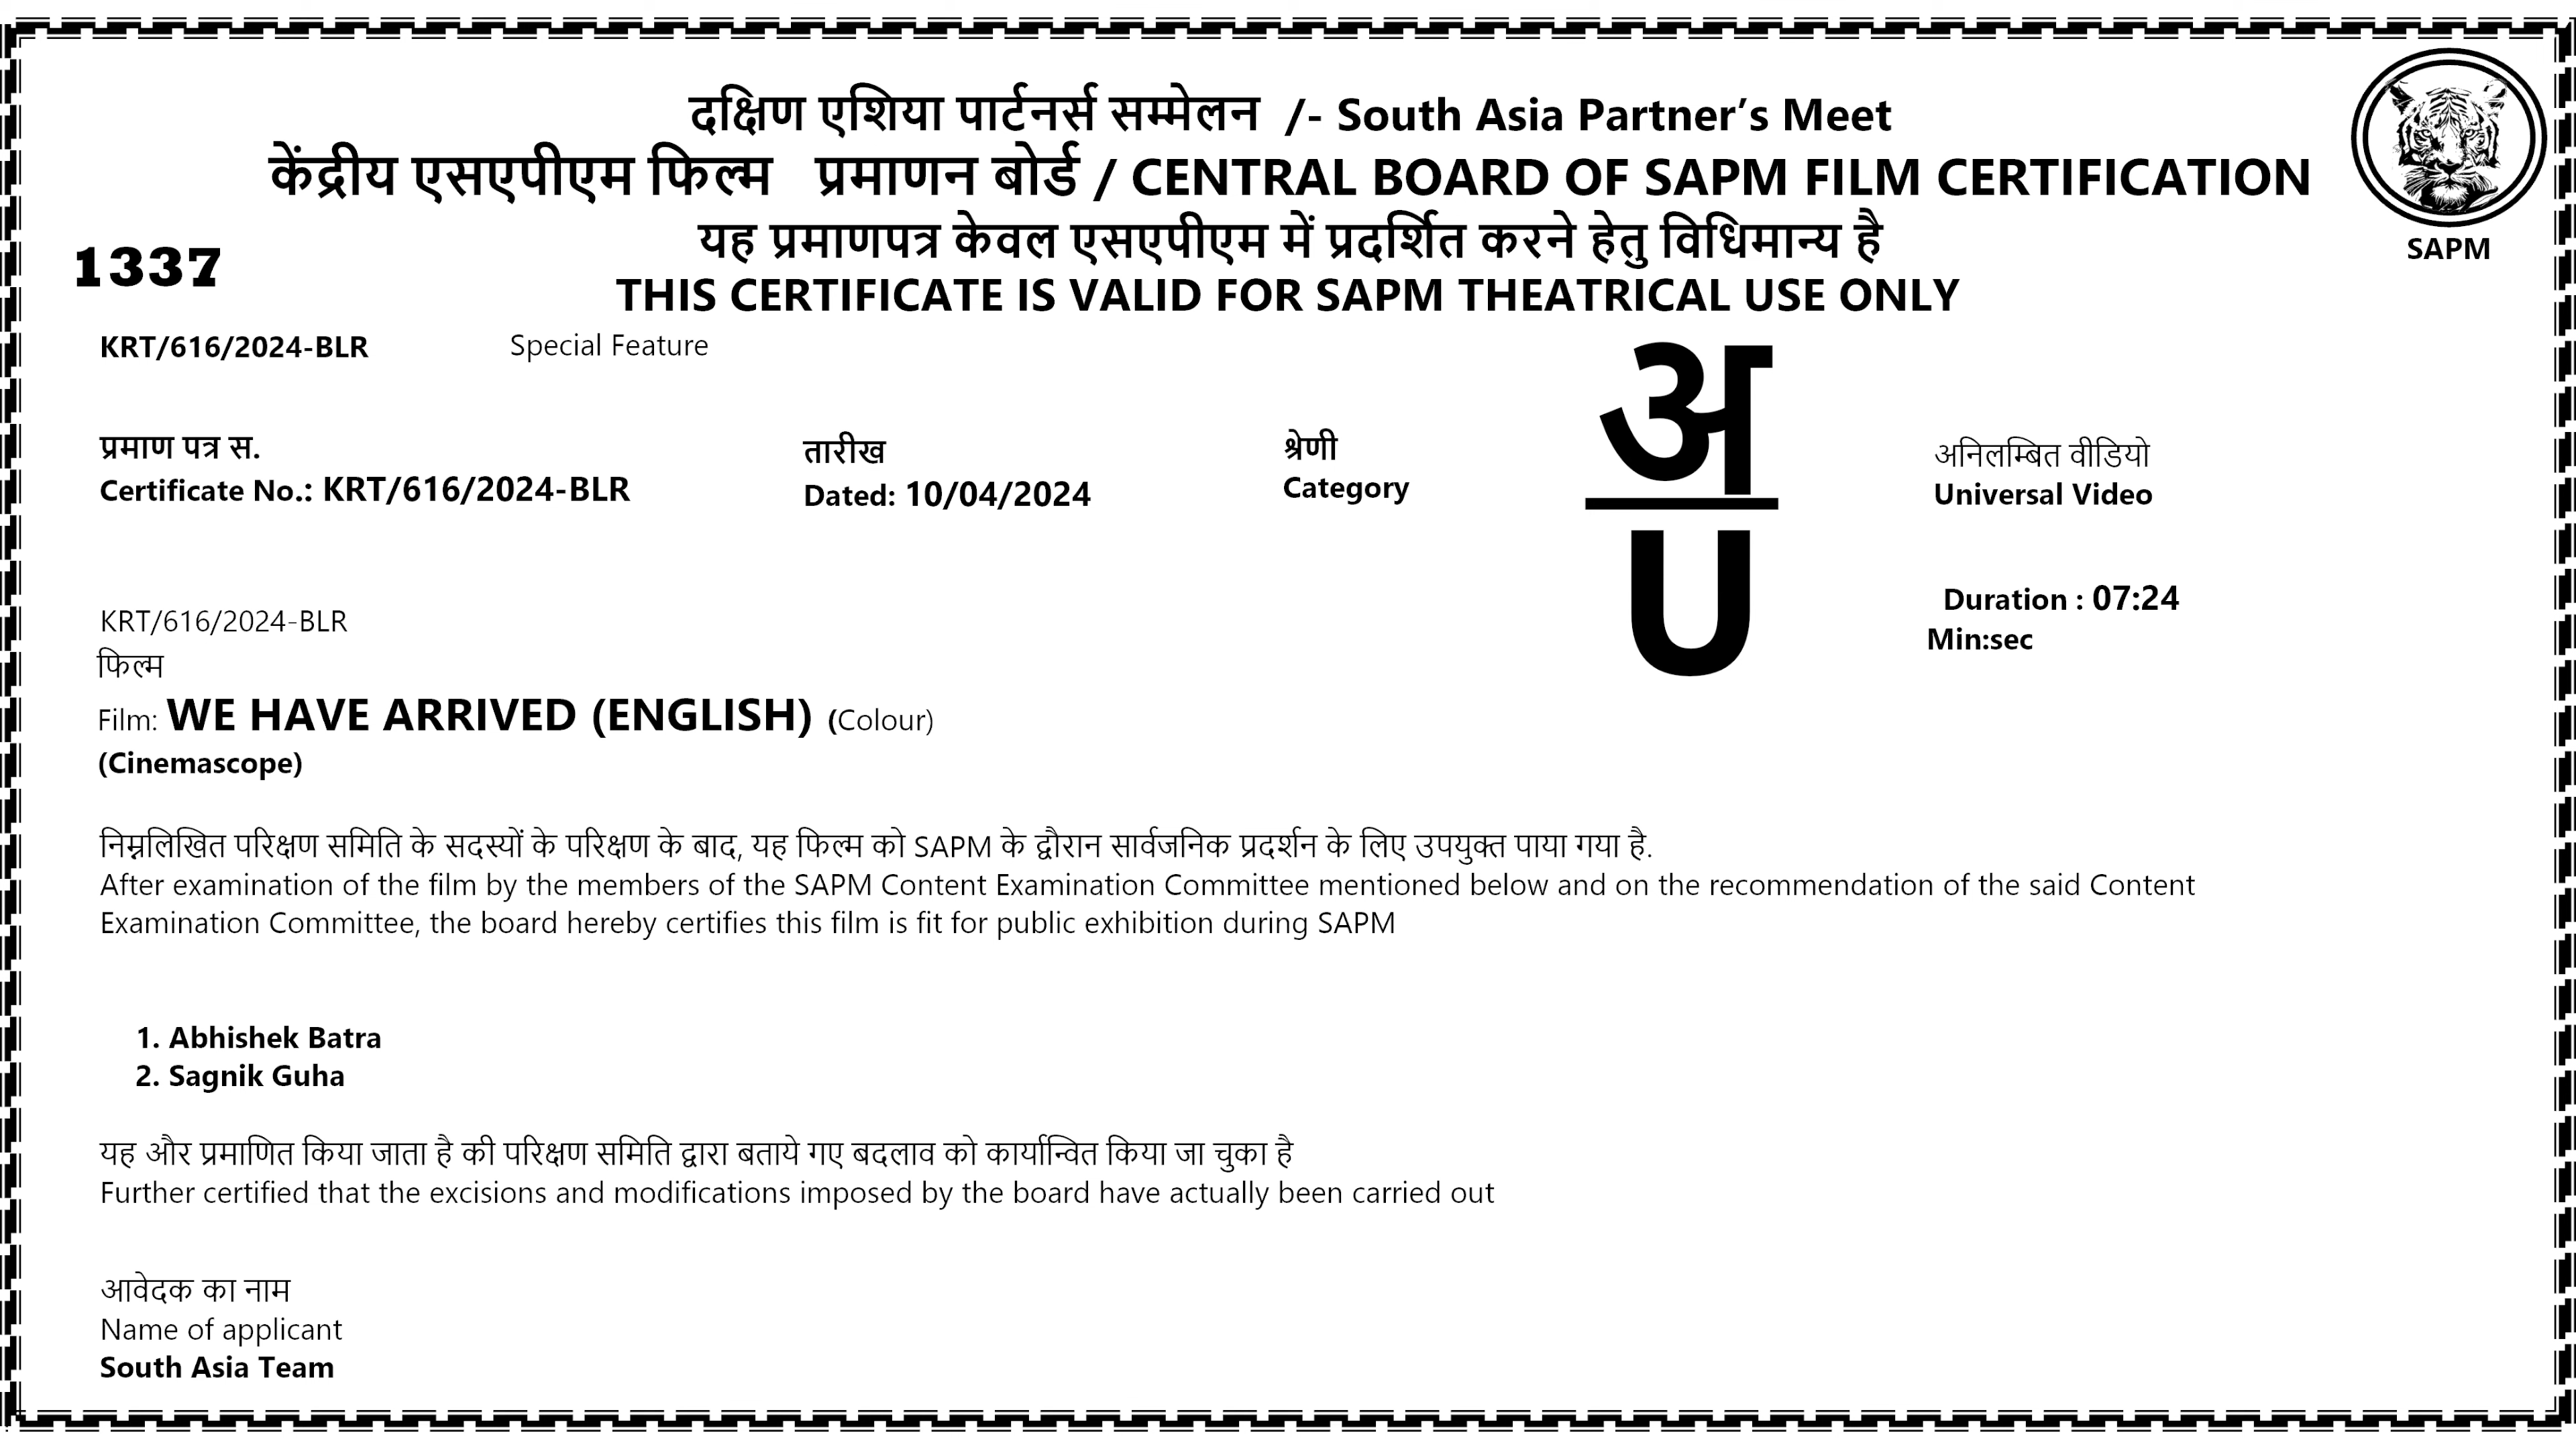 दक्षिण एशिया पार्टनर्स सम्मेलन /- South Asia Partner’s Meet
केंद्रीय एसएपीएम फिल्म प्रमाणन बोर्ड / CENTRAL BOARD OF SAPM FILM CERTIFICATION
यह प्रमाणपत्र केवल एसएपीएम में प्रदर्शित करने हेतु विधिमान्य है
SAPM
1337
THIS CERTIFICATE IS VALID FOR SAPM THEATRICAL USE ONLY
KRT/616/2024-BLR Special Feature
प्रमाण पत्र स.
Certificate No.: KRT/616/2024-BLR
तारीख
Dated: 10/04/2024
श्रेणी
Category
अ
U
अनिलम्बित वीडियो
Universal Video
Duration : 07:24
Min:sec
KRT/616/2024-BLR
फिल्म
Film: WE HAVE ARRIVED (ENGLISH) (Colour)
(Cinemascope)
निम्नलिखित परिक्षण समिति के सदस्यों के परिक्षण के बाद, यह फिल्म को SAPM के द्वौरान सार्वजनिक प्रदर्शन के लिए उपयुक्त पाया गया है.
After examination of the film by the members of the SAPM Content Examination Committee mentioned below and on the recommendation of the said Content
Examination Committee, the board hereby certifies this film is fit for public exhibition during SAPM
1. Abhishek Batra
2. Sagnik Guha
यह और प्रमाणित किया जाता है की परिक्षण समिति द्वारा बताये गए बदलाव को कार्यान्वित किया जा चुका है
Further certified that the excisions and modifications imposed by the board have actually been carried out
आवेदक का नाम
Name of applicant
South Asia Team